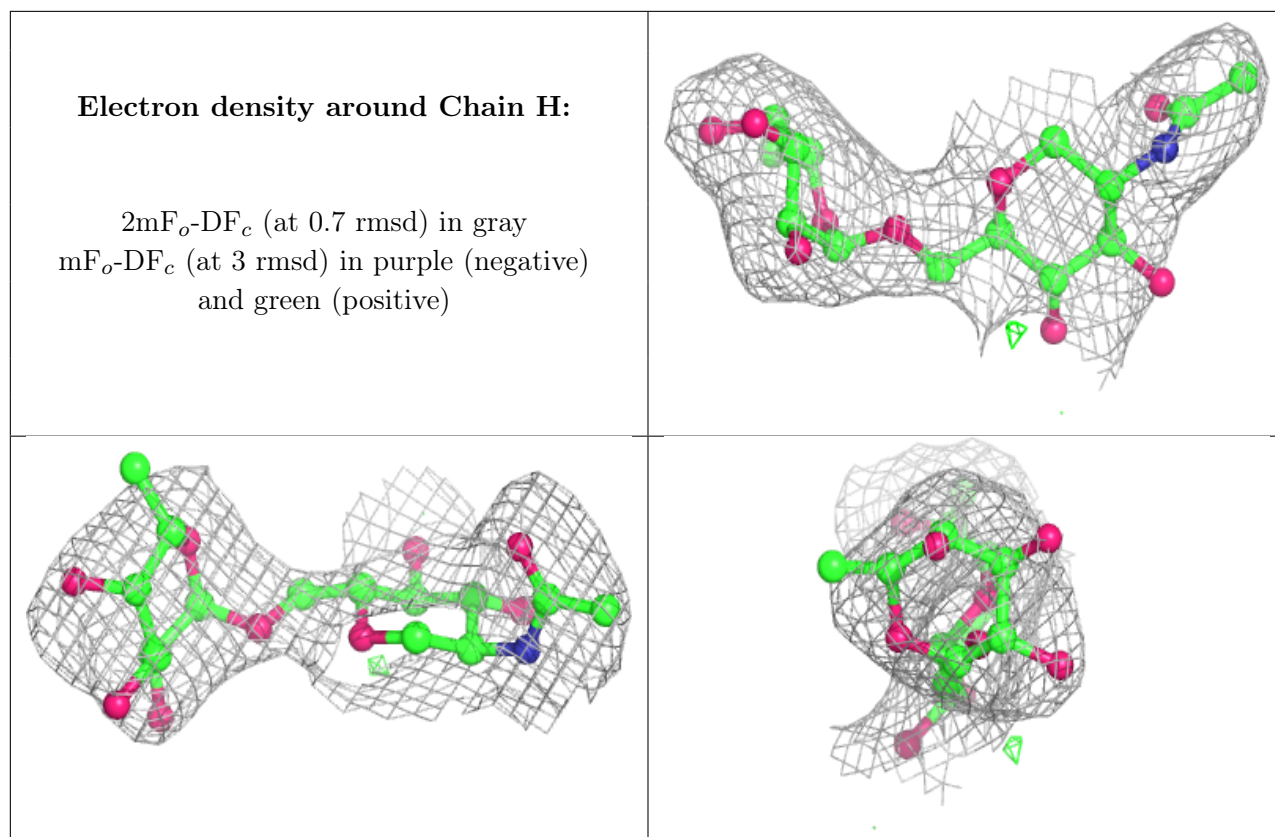 Electron density around Chain H:
2mFo-DFc (at 0.7 rmsd) in gray
mFo-DFc (at 3 rmsd) in purple (negative)
and green (positive)